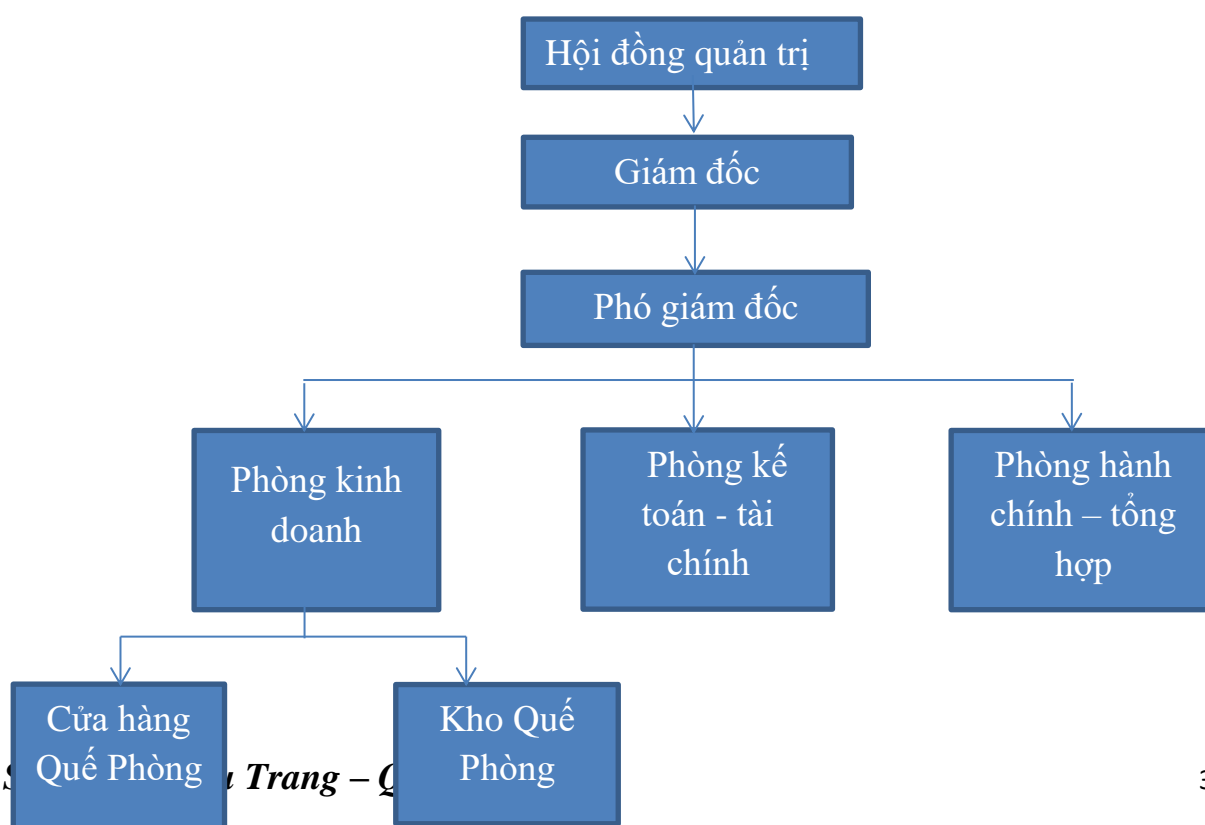 Hội đồng quản trị
Giám đốc
Phó giám đốc
Phòng kinh
doanh
Phòng kế
toán - tài
chính
Phòng hành
chính – tổng
hợp
Cửa hàng
Quế Phòng
Kho Quế
Phòng
Trang –
3